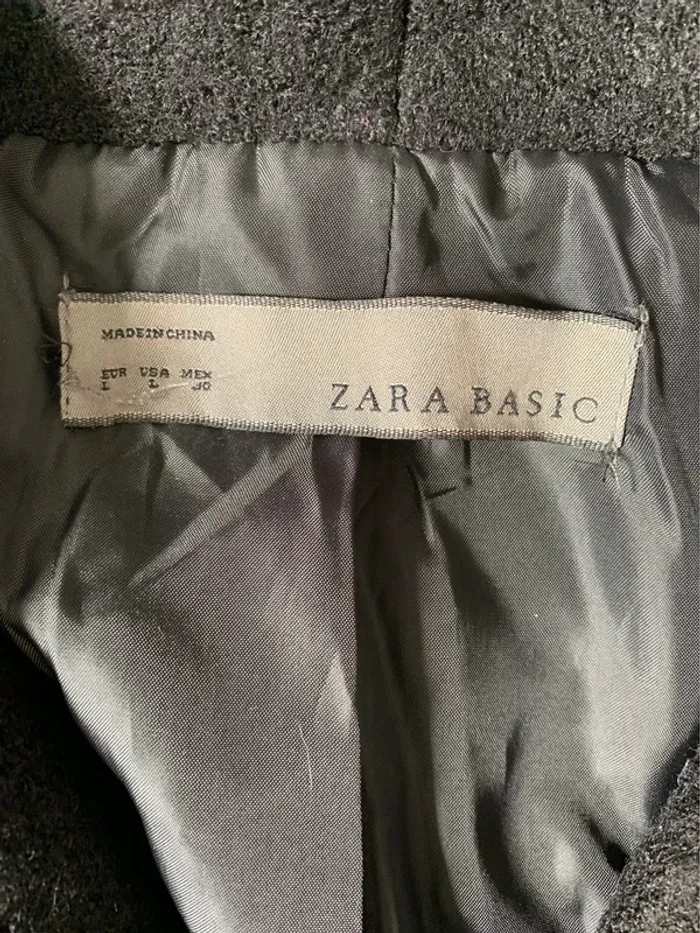 MADE IN CHINA
EUR USA MEX
L L 30
ZARA BASIC